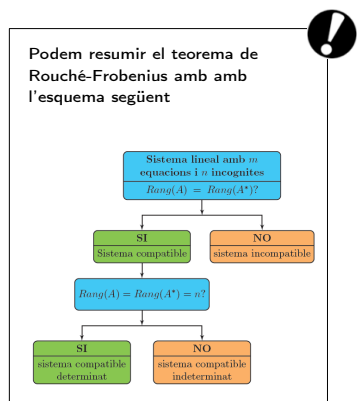 Podem resumir el teorema de
Rouché-Frobenius amb amb
l'esquema següent
Sistema lineal amb m
equacions i n incognites
Rang(A) = Rang(A*)?
SI
Sistema compatible
NO
sistema incompatible
Rang(A) = Rang(A*) = n?
SI
sistema compatible
determinat
NO
sistema compatible
indeterminat